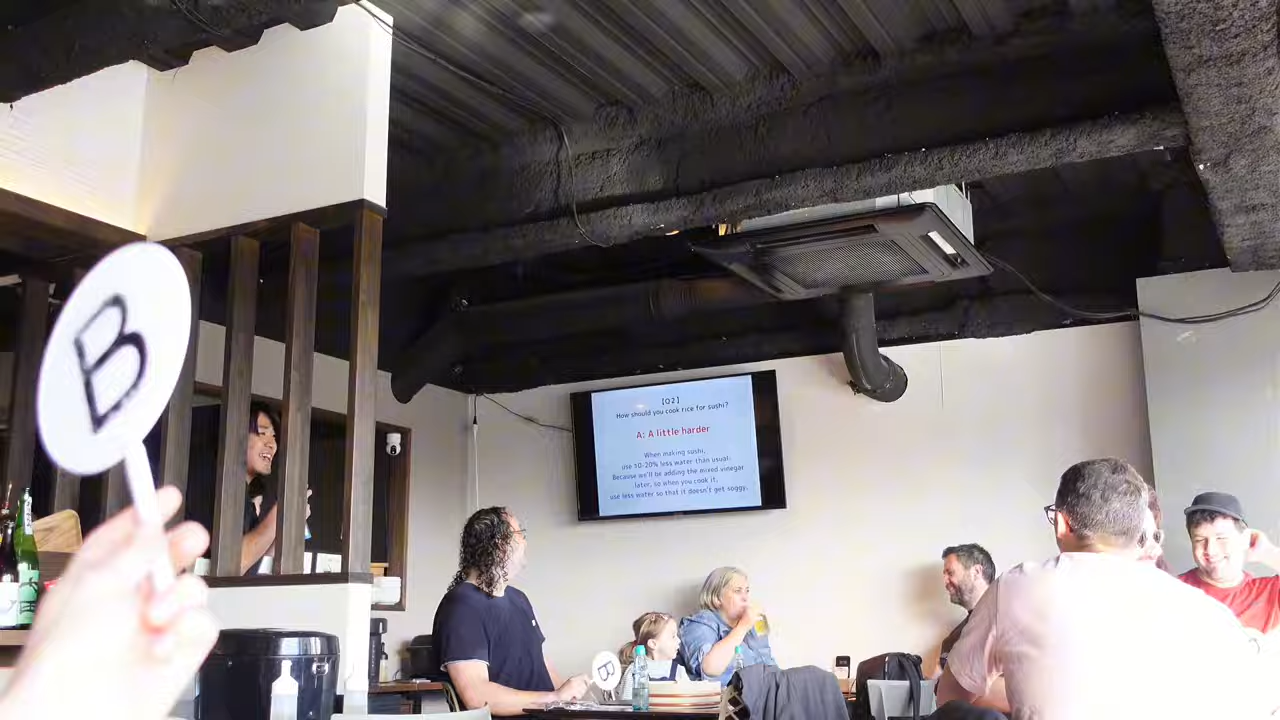 B
【Q2】
How should you cook rice for sushi?
A: A little harder
When making sushi,
use 10-20% less water than usual.
Because we'll be adding the mixed vinegar
later, so when you cook it,
use less water so that it doesn't get soggy.
B